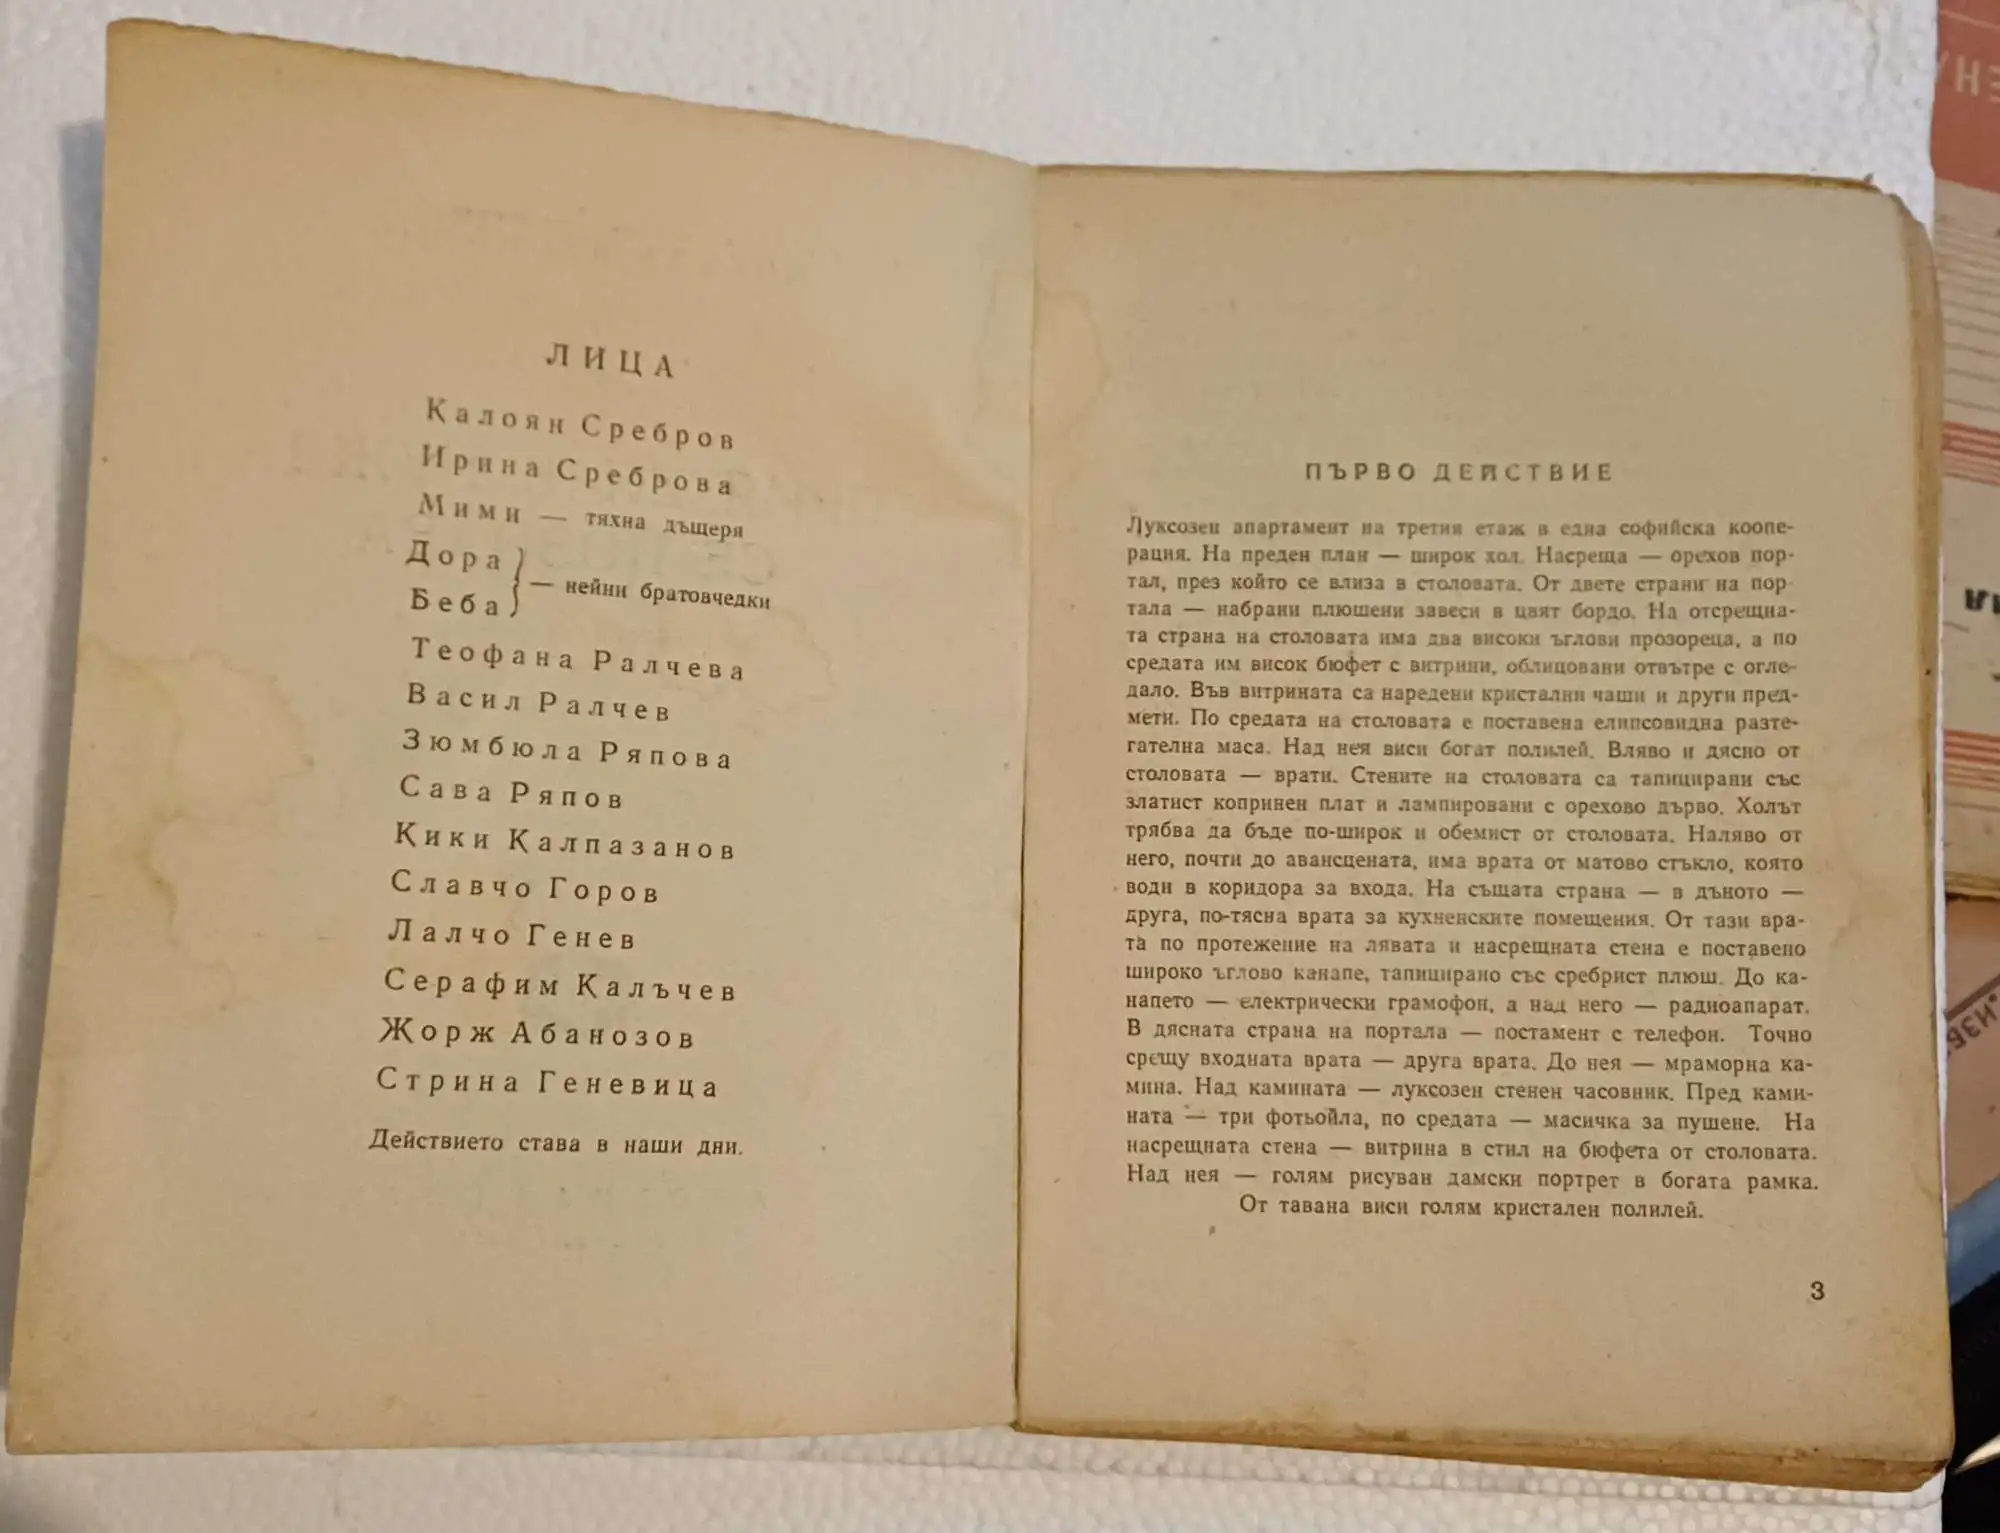 ЛИЦА
Калоян Сребров
Ирина Среброва
Мими — тяхна дъщеря
Дора
Беба
— нейни братовчедки
Теофана Ралчева
Васил Ралчев
Зюмбюла Ряпова
Сава Ряпов
Кики Калпазанов
Славчо Горов
Лалчо Генев
Серафим Калъчев
Жорж Абанозов
Стрина Геневица
Действието става в наши дни.
ПЪРВО ДЕЙСТВИЕ
Луксозен апартамент на третия етаж в една софийска коопе-
рация. На преден план — широк хол. Насреща — орехов пор-
тал, през който се влиза в столовата. От двете страни на пор-
тала — набрани плюшени завеси в цвят бордо. На отсрещна-
та страна на столовата има два високи ъглови прозореца, а по
средата им висок бюфет с витрини, облицовани отвътре с огле-
дало. Във витрината са наредени кристални чаши и други пред-
мети. По средата на столовата е поставена елипсовидна разте-
гателна маса. Над нея виси богат полилей. Вляво и дясно от
столовата — врати. Стените на столовата са тапицирани със
златист копринен плат и лампировани с орехово дърво. Холът
трябва да бъде по-широк и обемист от столовата. Наляво от
него, почти до авансцената, има врата от матово стъкло, която
води в коридора за входа. На същата страна — в дъното —
друга, по-тясна врата за кухненските помещения. От тази вра-
та по протежение на лявата и насрещната стена е поставено
широко ъглово канапе, тапицирано със сребрист плюш. До ка-
напето — електрически грамофон, а над него — радиоапарат.
В дясната страна на портала — постамент с телефон. Точно
срещу входната врата — друга врата. До нея — мраморна ка-
мина. Над камината — луксозен стенен часовник. Пред ками-
ната — три фотьойла, по средата — масичка за пушене. На
насрещната стена — витрина в стил на бюфета от столовата.
Над нея — голям рисуван дамски портрет в богата рамка.
От тавана виси голям кристален полилей.
3